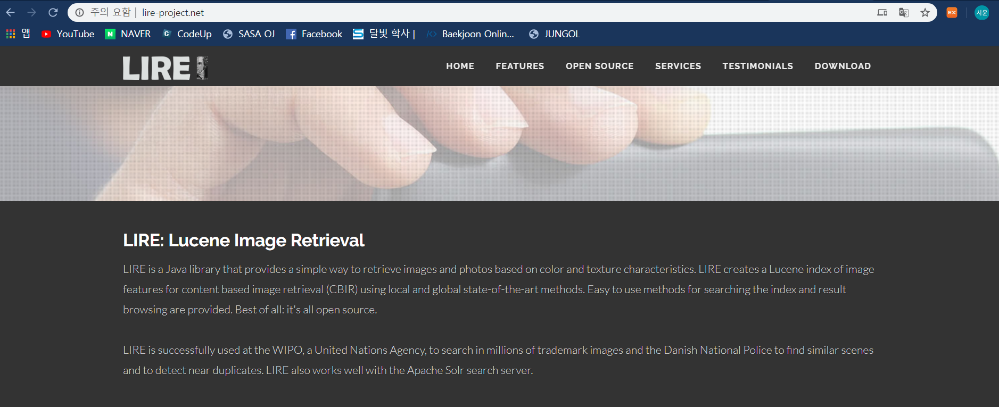 주의 요함 | lire-project.net
EX
시윤
앱 YouTube NAVER CodeUp SASA OJ Facebook 달빛 학사 | Baekjoon Onlin... JUNGOL
LIRE HOME FEATURES OPEN SOURCE SERVICES TESTIMONIALS DOWNLOAD
LIRE: Lucene Image Retrieval
LIRE is a Java library that provides a simple way to retrieve images and photos based on color and texture characteristics. LIRE creates a Lucene index of image
features for content based image retrieval (CBIR) using local and global state-of-the-art methods. Easy to use methods for searching the index and result
browsing are provided. Best of all: it's all open source.
LIRE is successfully used at the WIPO, a United Nations Agency, to search in millions of trademark images and the Danish National Police to find similar scenes
and to detect near duplicates. LIRE also works well with the Apache Solr search server.